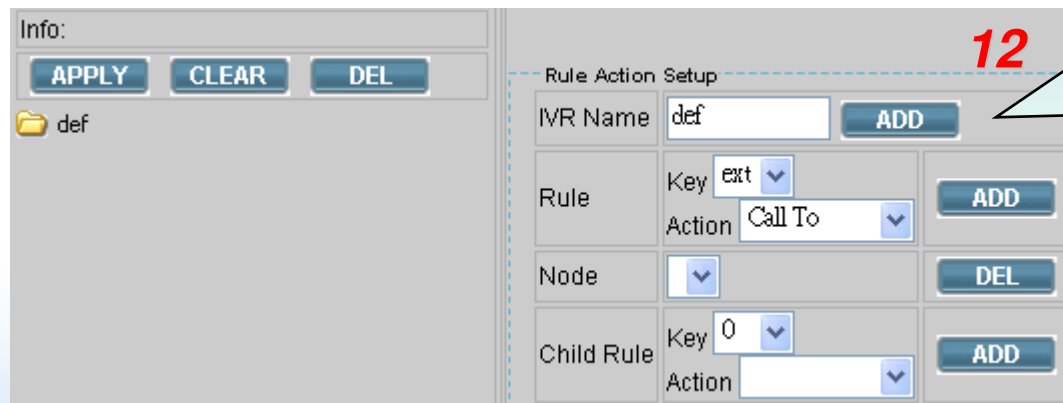 Info:
APPLY CLEAR DEL
def
12
Rule Action Setup
IVR Name def ADD
Rule Key ext ADD
Action Call To
Node DEL
Child Rule Key 0 ADD
Action